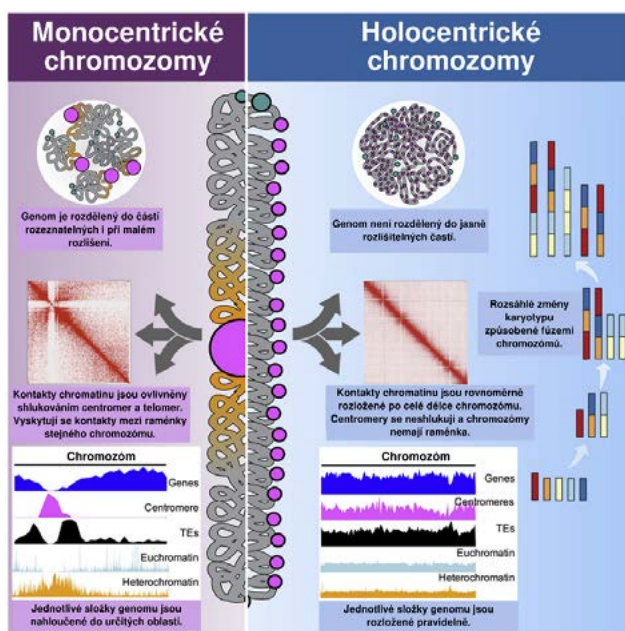 Monocentrické
chromozomy
Holocentrické
chromozomy
Genom je rozdělený do částí
rozeznatelných i při malém
rozlišení.
Kontakty chromatinu jsou ovlivněny
shlukováním centromer a telomer.
Vyskytují se kontakty mezi raménky
stejného chromozómu.
Chromozóm
Genes
Centromere
TEs
Euchromatin
Heterochromatin
Jednotlivé složky genomu jsou
nahloučené do určitých oblastí.
Genom není rozdělený do jasně
rozlišitelných částí.
Kontakty chromatinu jsou rovnoměrně
rozložené po celé délce chromozómu.
Centromery se neshlukují a chromozómy
nemají raménka.
Chromozóm
Genes
Centromeres
TEs
Euchromatin
Heterochromatin
Jednotlivé složky genomu jsou
rozložené pravidelně.
Rozsáhlé změny
karyotypu
způsobené fúzemi
chromozómů.